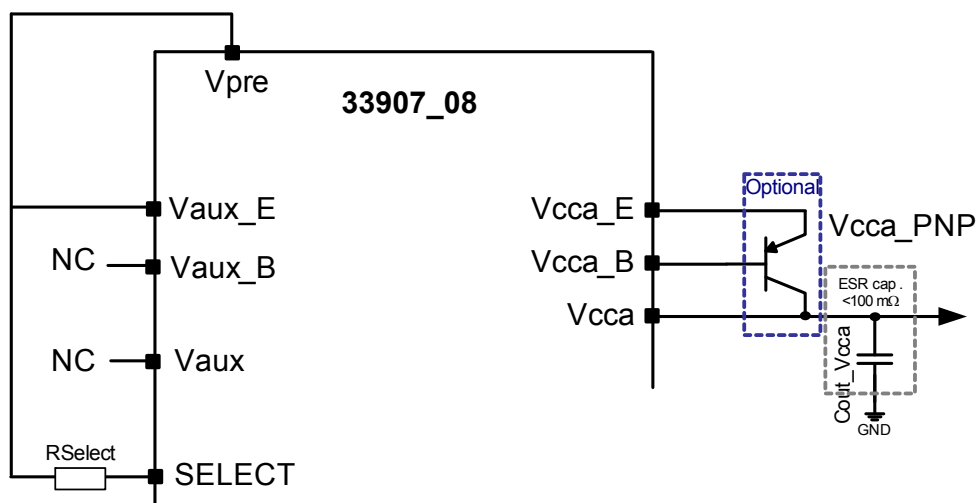 Vpre
33907_08
Optional
Vaux_E
Vcca_E
Vcca_PNP
NC
Vaux_B
Vcca_B
ESR cap .
<100 mΩ
Vcca
NC
Vaux
Cout_Vcca
GND
RSelect
SELECT